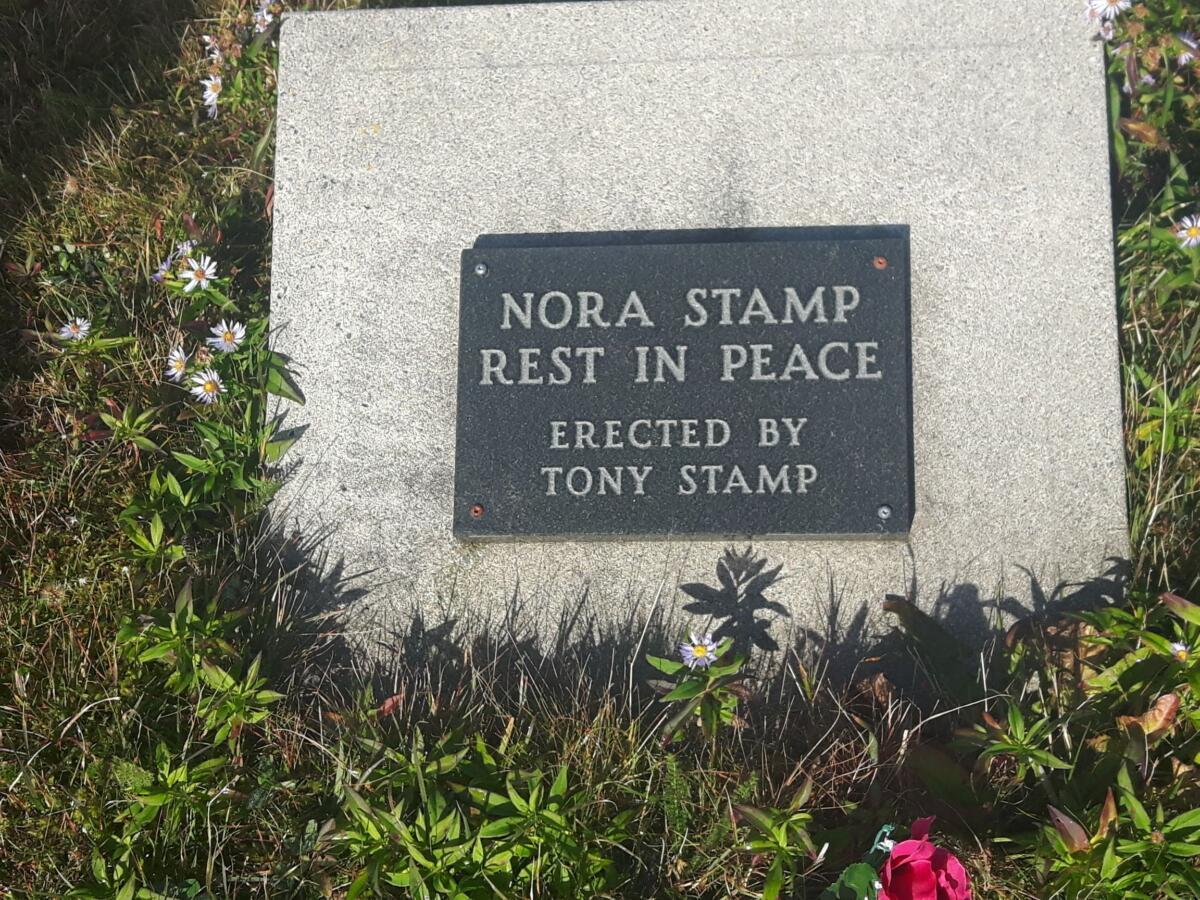 NORA STAMP
REST IN PEACE
ERECTED BY
TONY STAMP